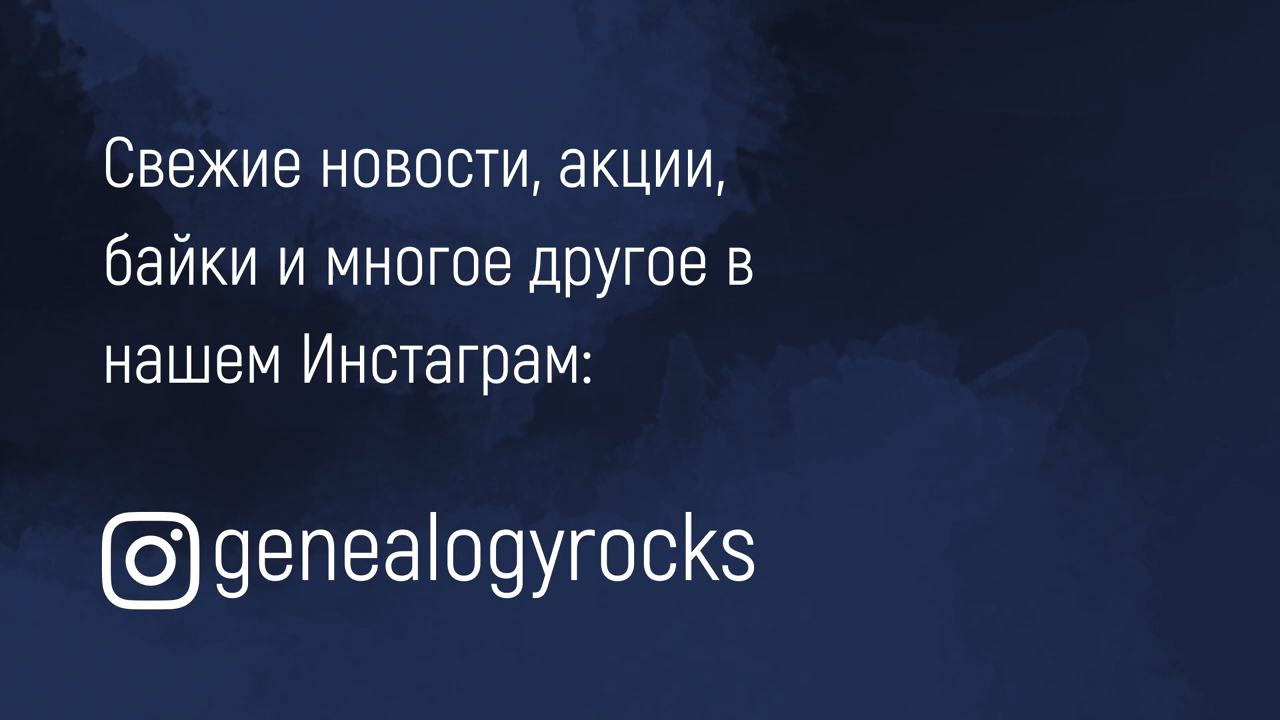 Свежие новости, акции,
байки и многое другое в
нашем Инстаграм:
genealogyrocks